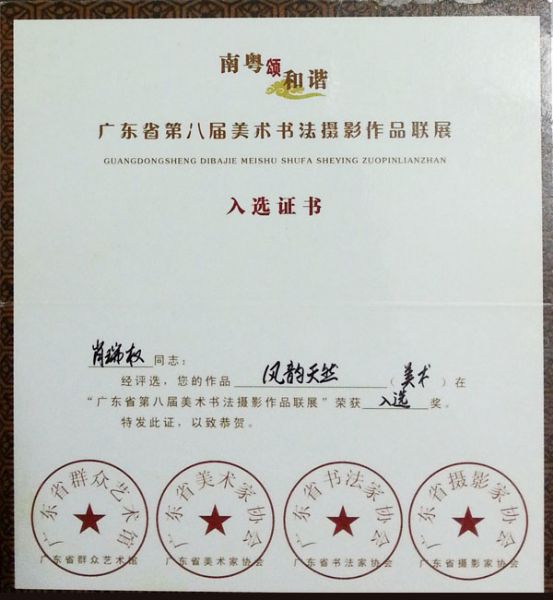 南粤颂和谐
广东省第八届美术书法摄影作品联展
GUANGDONGSHENG DIBAJIE MEISHU SHUFA SHEYING ZUOPINLIANZHAN
入选证书
肖瑞权同志：
经评选，您的作品 风韵天然 （美术）在
“广东省第八届美术书法摄影作品联展”荣获 入选 奖。
特发此证，以致恭贺。
广东省群众艺术馆
广东省美术家协会
广东省书法家协会
广东省摄影家协会
广东省群众艺术馆
广东省美术家协会
广东省书法家协会
广东省摄影家协会